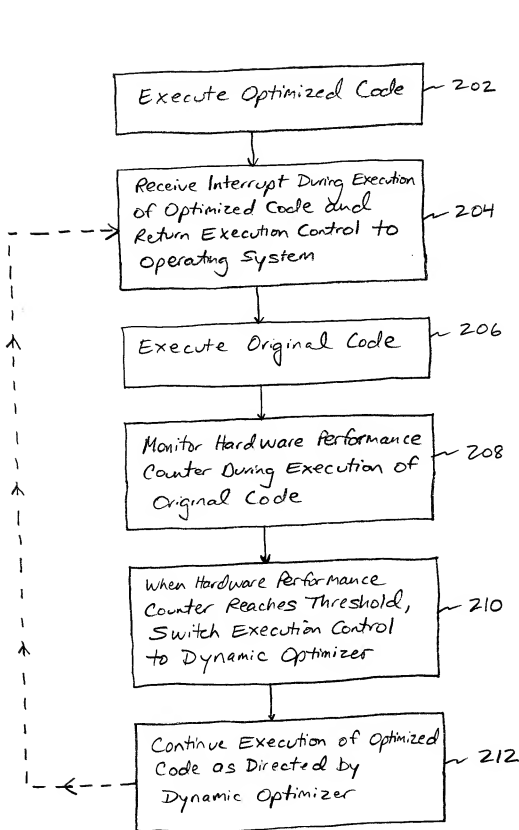 Execute Optimized Code
202
Receive Interrupt During Execution
of Optimized Code and
Return Execution Control to
Operating System
204
Execute Original Code
206
Monitor Hardware Performance
Counter During Execution of
Original Code
208
When Hardware Performance
Counter Reaches Threshold,
Switch Execution Control
to Dynamic Optimizer
210
Continue Execution of Optimized
Code as Directed by
Dynamic Optimizer
212